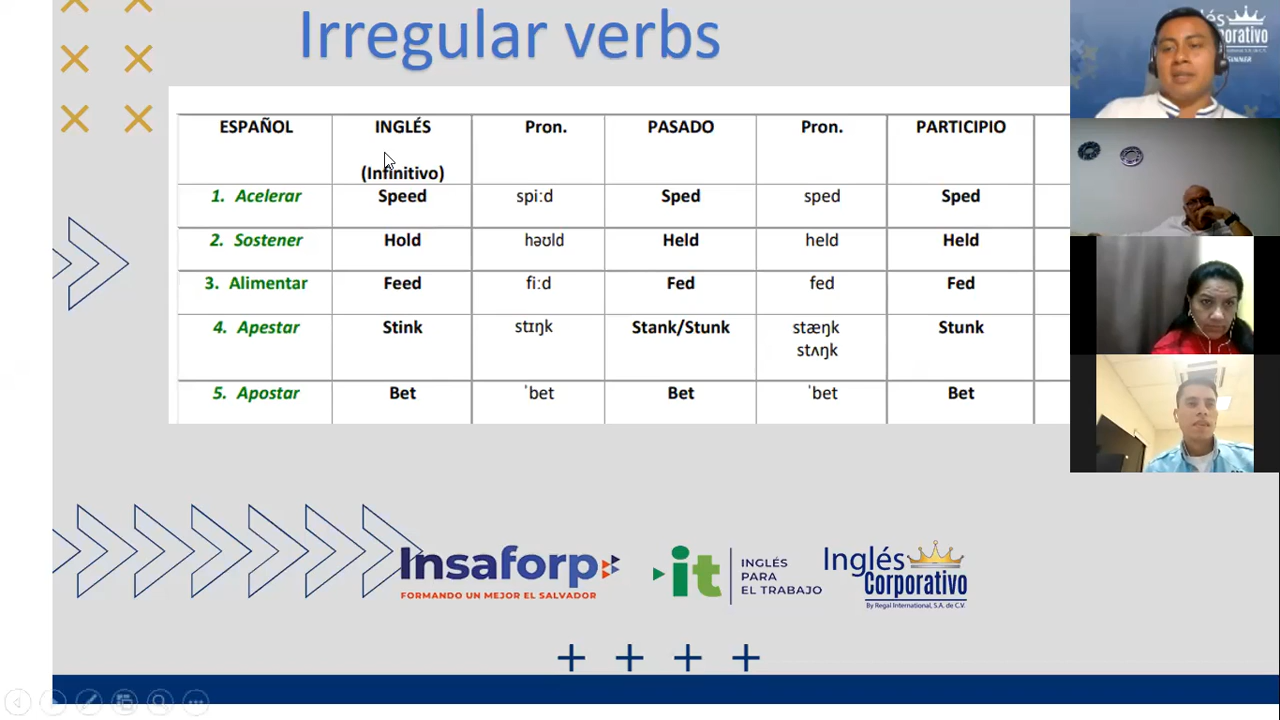 Irregular verbs
ESPAÑOL INGLÉS Pron. PASADO Pron. PARTICIPIO
(Infinitivo)
1. Acelerar Speed spiːd Sped sped Sped
2. Sostener Hold həʊld Held held Held
3. Alimentar Feed fiːd Fed fed Fed
4. Apestar Stink stɪŋk Stank/Stunk stæŋk Stunk
stʌŋk
5. Apostar Bet ˈbet Bet ˈbet Bet
Insaforp
FORMANDO UN MEJOR EL SALVADOR
it
INGLÉS
PARA
EL TRABAJO
Inglés
Corporativo
By Regal International, S.A. de C.V.